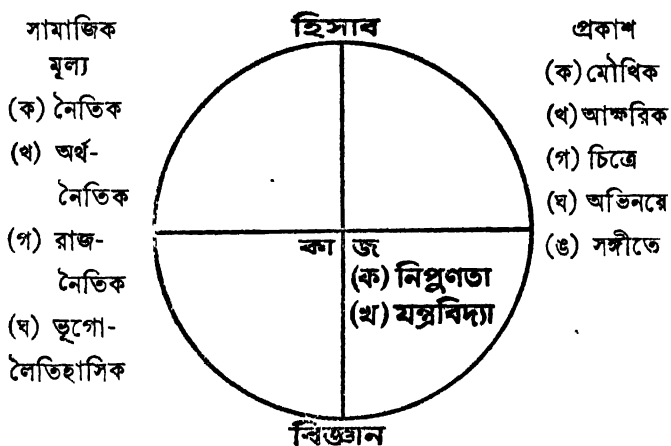 সামাজিক
মূল্য
(ক) নৈতিক
(খ) অর্থ-
নৈতিক
(গ) রাজ-
নৈতিক
(ঘ) ভূগো-
লৈতিহাসিক
হিসাব
কাজ
(ক) নিপুণতা
(খ) যন্ত্রবিদ্যা
বিজ্ঞান
প্রকাশ
(ক) মৌখিক
(খ) আক্ষরিক
(গ) চিত্রে
(ঘ) অভিনয়ে
(ঙ) সঙ্গীতে